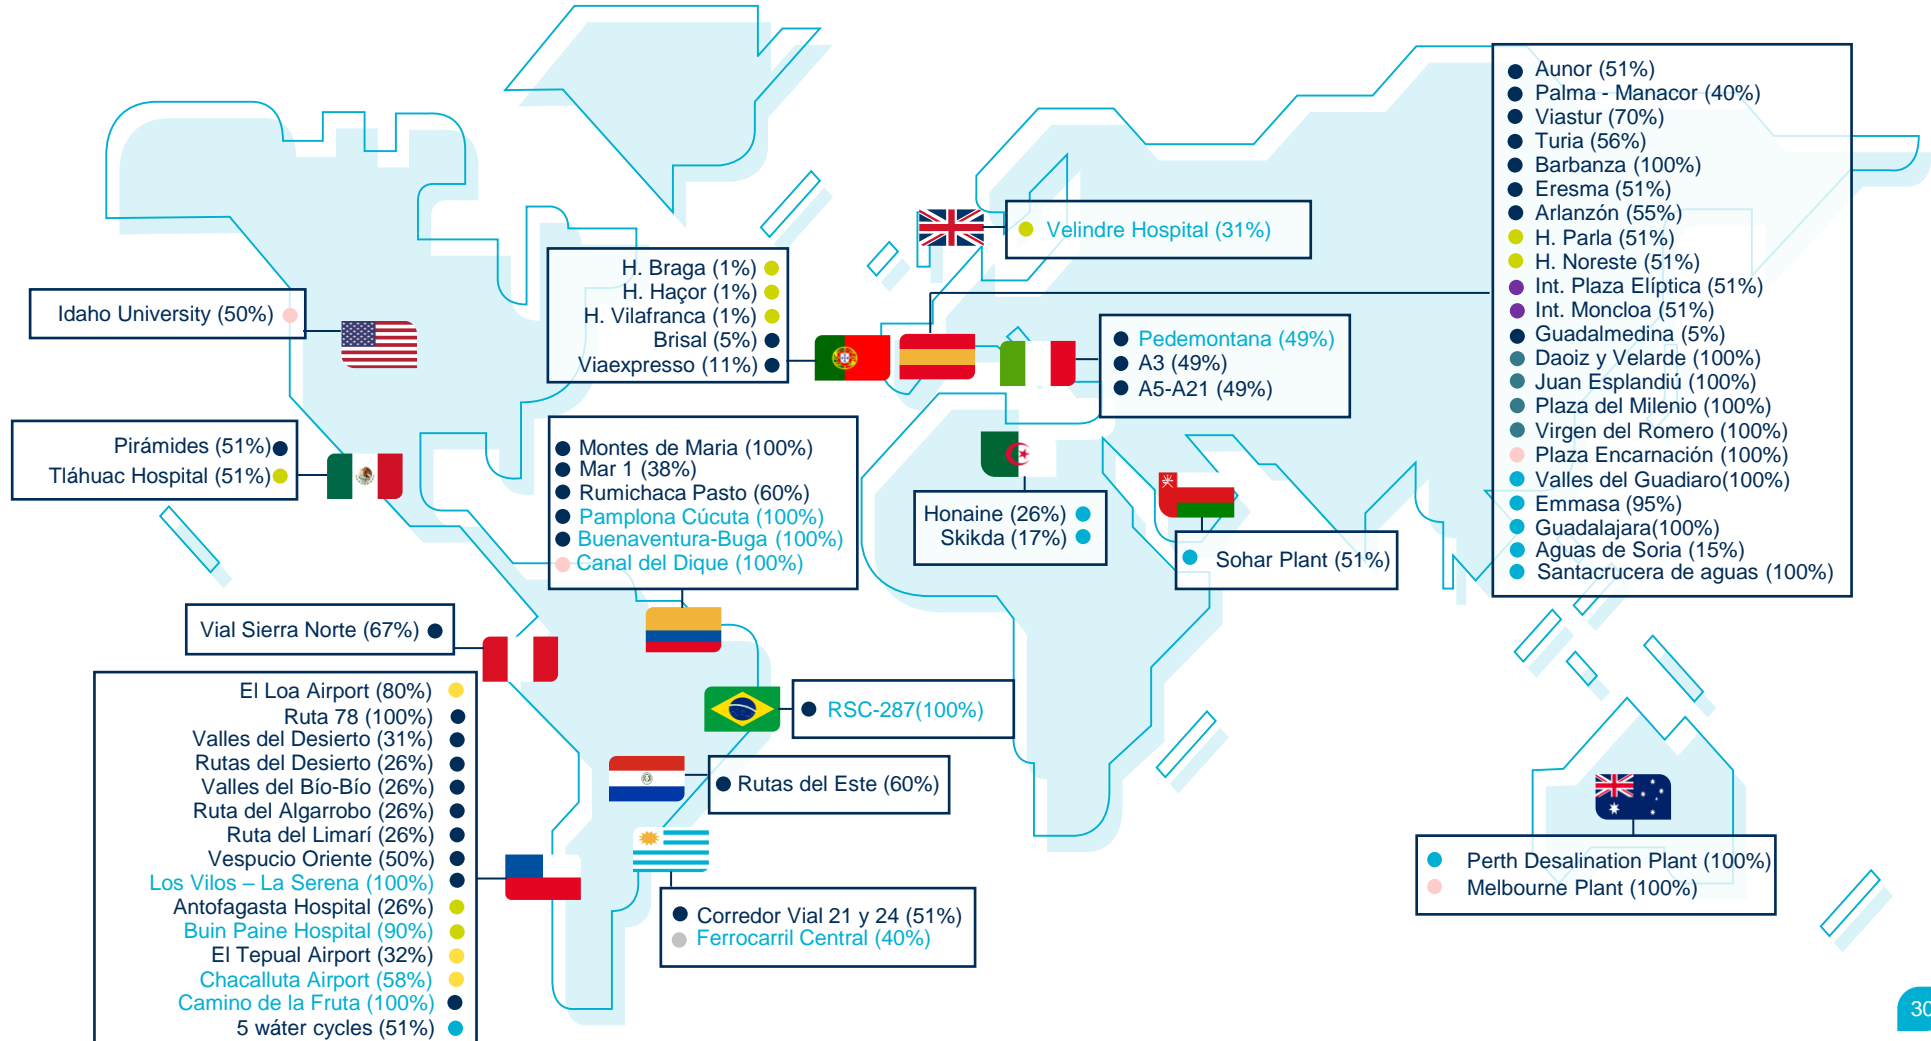 Aunor (51%)
Palma - Manacor (40%)
Viastur (70%)
Turia (56%)
Barbanza (100%)
Eresma (51%)
Arlanzón (55%)
H. Parla (51%)
H. Noreste (51%)
Int. Plaza Elíptica (51%)
Int. Moncloa (51%)
Guadalmedina (5%)
Daoiz y Velarde (100%)
Juan Esplandiú (100%)
Plaza del Milenio (100%)
Virgen del Romero (100%)
Plaza Encarnación (100%)
Valles del Guadiaro(100%)
Emmasa (95%)
Guadalajara(100%)
Aguas de Soria (15%)
Santacrucera de aguas (100%)
Velindre Hospital (31%)
H. Braga (1%)
H. Haçor (1%)
H. Vilafranca (1%)
Brisal (5%)
Viaexpresso (11%)
Idaho University (50%)
Pedemontana (49%)
A3 (49%)
A5-A21 (49%)
Pirámides (51%)
Tláhuac Hospital (51%)
Montes de Maria (100%)
Mar 1 (38%)
Rumichaca Pasto (60%)
Pamplona Cúcuta (100%)
Buenaventura-Buga (100%)
Canal del Dique (100%)
Honaine (26%)
Skikda (17%)
Sohar Plant (51%)
Vial Sierra Norte (67%)
El Loa Airport (80%)
Ruta 78 (100%)
Valles del Desierto (31%)
Rutas del Desierto (26%)
Valles del Bío-Bío (26%)
Ruta del Algarrobo (26%)
Ruta del Limarí (26%)
Vespucio Oriente (50%)
Los Vilos – La Serena (100%)
Antofagasta Hospital (26%)
Buin Paine Hospital (90%)
El Tepual Airport (32%)
Chacalluta Airport (58%)
Camino de la Fruta (100%)
5 wáter cycles (51%)
RSC-287(100%)
Rutas del Este (60%)
Corredor Vial 21 y 24 (51%)
Ferrocarril Central (40%)
Perth Desalination Plant (100%)
Melbourne Plant (100%)
30